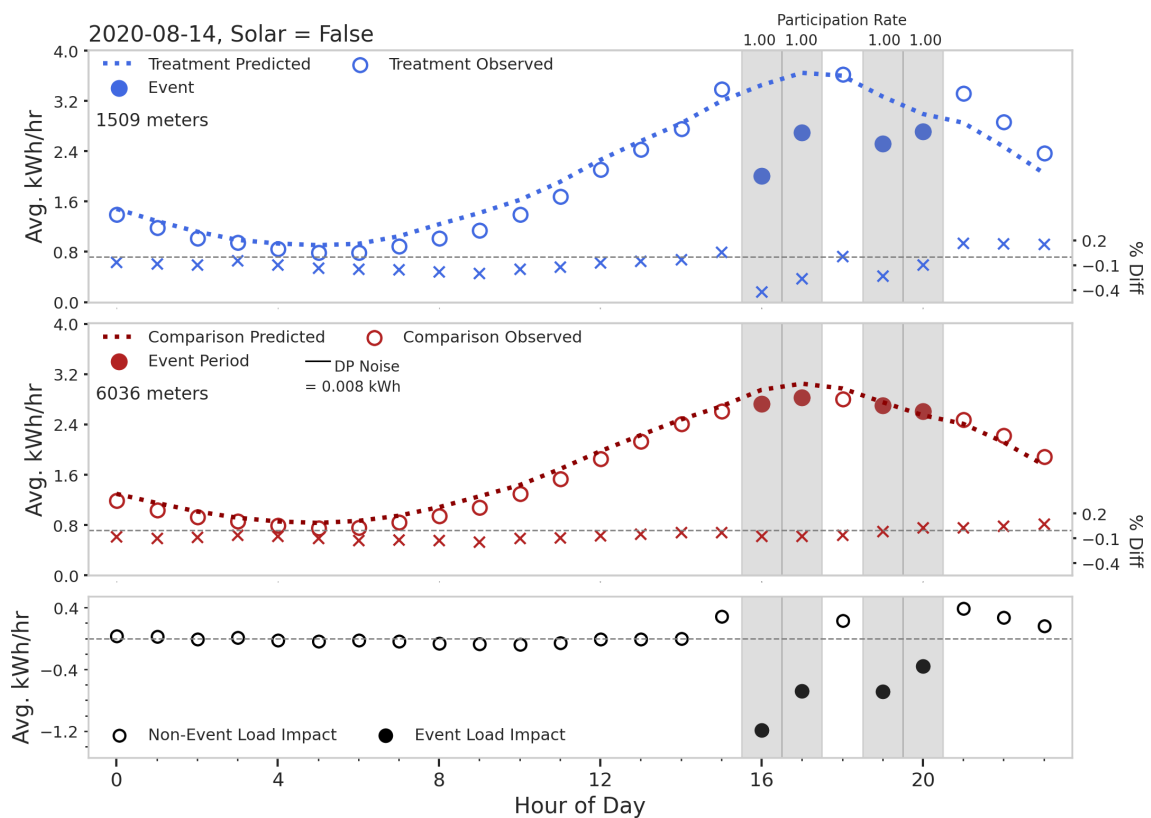 Participation Rate
2020-08-14, Solar = False
1.00 1.00 1.00 1.00
4.0
3.2
2.4
1.6
0.8
0.0
Avg. kWh/hr
Treatment Predicted
Treatment Observed
Event
1509 meters
0.2
−0.1
−0.4
% Diff
4.0
3.2
2.4
1.6
0.8
0.0
Avg. kWh/hr
Comparison Predicted
Comparison Observed
Event Period
DP Noise
= 0.008 kWh
6036 meters
0.2
−0.1
−0.4
% Diff
0.4
−0.4
−1.2
Avg. kWh/hr
Non-Event Load Impact
Event Load Impact
0 4 8 12 16 20
Hour of Day